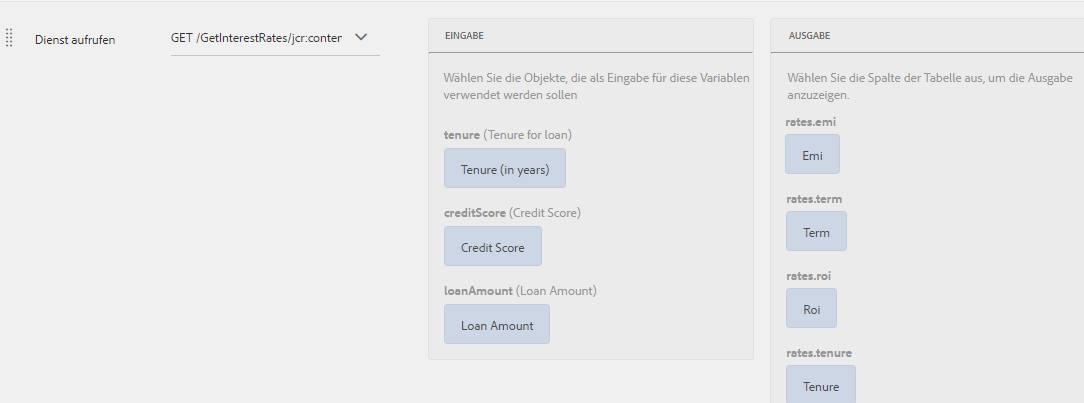 Dienst aufrufen
GET /GetInterestRates/jcr:conter
EINGABE
Wählen Sie die Objekte, die als Eingabe für diese Variablen
verwendet werden sollen
tenure (Tenure for loan)
Tenure (in years)
creditScore (Credit Score)
Credit Score
loanAmount (Loan Amount)
Loan Amount
AUSGABE
Wählen Sie die Spalte der Tabelle aus, um die Ausgabe
anzuzeigen.
rates.emi
Emi
rates.term
Term
rates.roi
Roi
rates.tenure
Tenure